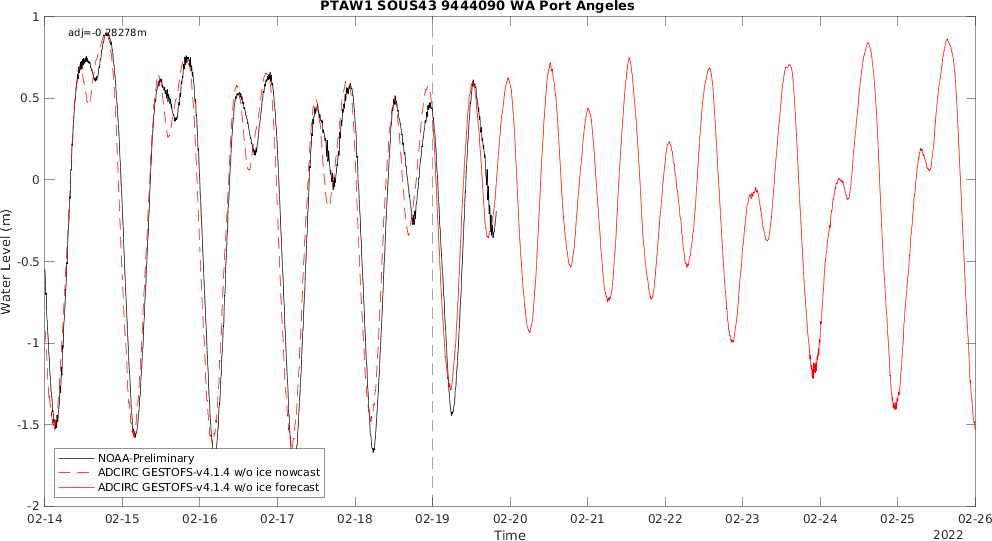 PTAW1 SOUS43 9444090 WA Port Angeles
adj=-0.28278m
1
0.5
0
-0.5
-1
-1.5
-2
Water Level (m)
NOAA-Preliminary
ADCIRC GESTOFS-v4.1.4 w/o ice nowcast
ADCIRC GESTOFS-v4.1.4 w/o ice forecast
02-14 02-15 02-16 02-17 02-18 02-19 02-20 02-21 02-22 02-23 02-24 02-25 02-26
Time
2022